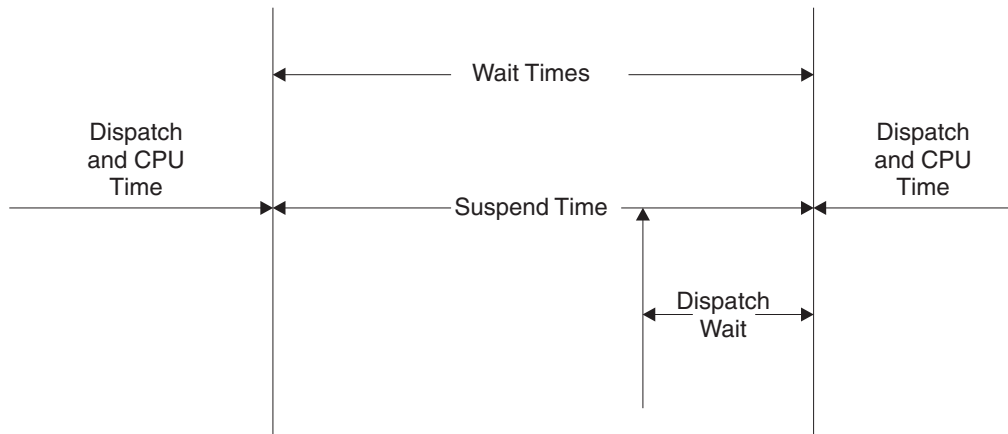 Wait Times
Dispatch
and CPU
Time
Dispatch
and CPU
Time
Suspend Time
Dispatch
Wait